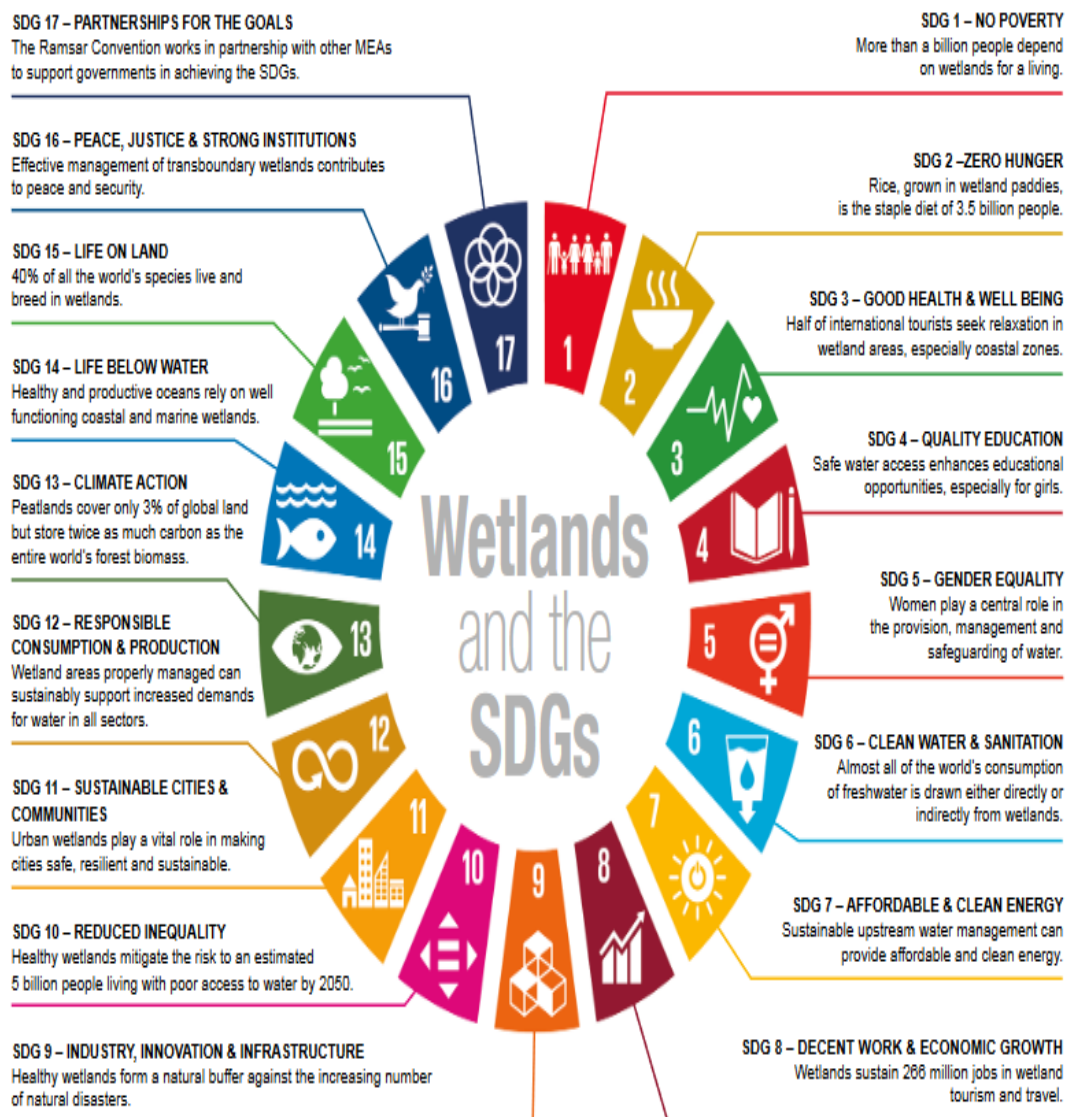 SDG 17 – PARTNERSHIPS FOR THE GOALS
The Ramsar Convention works in partnership with other MEAs
to support governments in achieving the SDGs.
SDG 16 – PEACE, JUSTICE & STRONG INSTITUTIONS
Effective management of transboundary wetlands contributes
to peace and security.
SDG 15 – LIFE ON LAND
40% of all the world's species live and
breed in wetlands.
SDG 14 – LIFE BELOW WATER
Healthy and productive oceans rely on well
functioning coastal and marine wetlands.
SDG 13 – CLIMATE ACTION
Peatlands cover only 3% of global land
but store twice as much carbon as the
entire world's forest biomass.
SDG 12 – RESPONSIBLE
CONSUMPTION & PRODUCTION
Wetland areas properly managed can
sustainably support increased demands
for water in all sectors.
SDG 11 – SUSTAINABLE CITIES &
COMMUNITIES
Urban wetlands play a vital role in making
cities safe, resilient and sustainable.
SDG 10 – REDUCED INEQUALITY
Healthy wetlands mitigate the risk to an estimated
5 billion people living with poor access to water by 2050.
SDG 9 – INDUSTRY, INNOVATION & INFRASTRUCTURE
Healthy wetlands form a natural buffer against the increasing number
of natural disasters.
SDG 1 – NO POVERTY
More than a billion people depend
on wetlands for a living.
SDG 2 –ZERO HUNGER
Rice, grown in wetland paddies,
is the staple diet of 3.5 billion people.
SDG 3 – GOOD HEALTH & WELL BEING
Half of international tourists seek relaxation in
wetland areas, especially coastal zones.
SDG 4 – QUALITY EDUCATION
Safe water access enhances educational
opportunities, especially for girls.
SDG 5 – GENDER EQUALITY
Women play a central role in
the provision, management and
safeguarding of water.
SDG 6 – CLEAN WATER & SANITATION
Almost all of the world's consumption
of freshwater is drawn either directly or
indirectly from wetlands.
SDG 7 – AFFORDABLE & CLEAN ENERGY
Sustainable upstream water management can
provide affordable and clean energy.
SDG 8 – DECENT WORK & ECONOMIC GROWTH
Wetlands sustain 266 million jobs in wetland
tourism and travel.
Wetlands
and the
SDGs
1
2
3
4
5
6
7
8
9
10
11
12
13
14
15
16
17